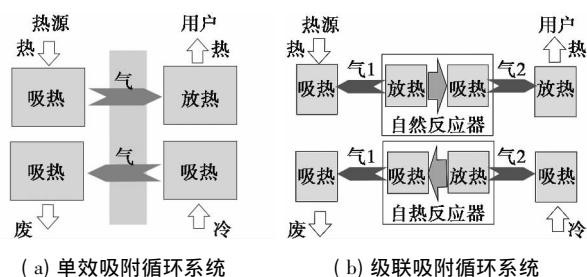 热源
用户
热
热
气
吸热
放热
气
吸热
吸热
废
冷
(a) 单效吸附循环系统
热源
用户
热
热
气1
气2
吸热
放热
吸热
放热
自然反应器
气1
气2
吸热
吸热
放热
吸热
自热反应器
废
冷
(b) 级联吸附循环系统